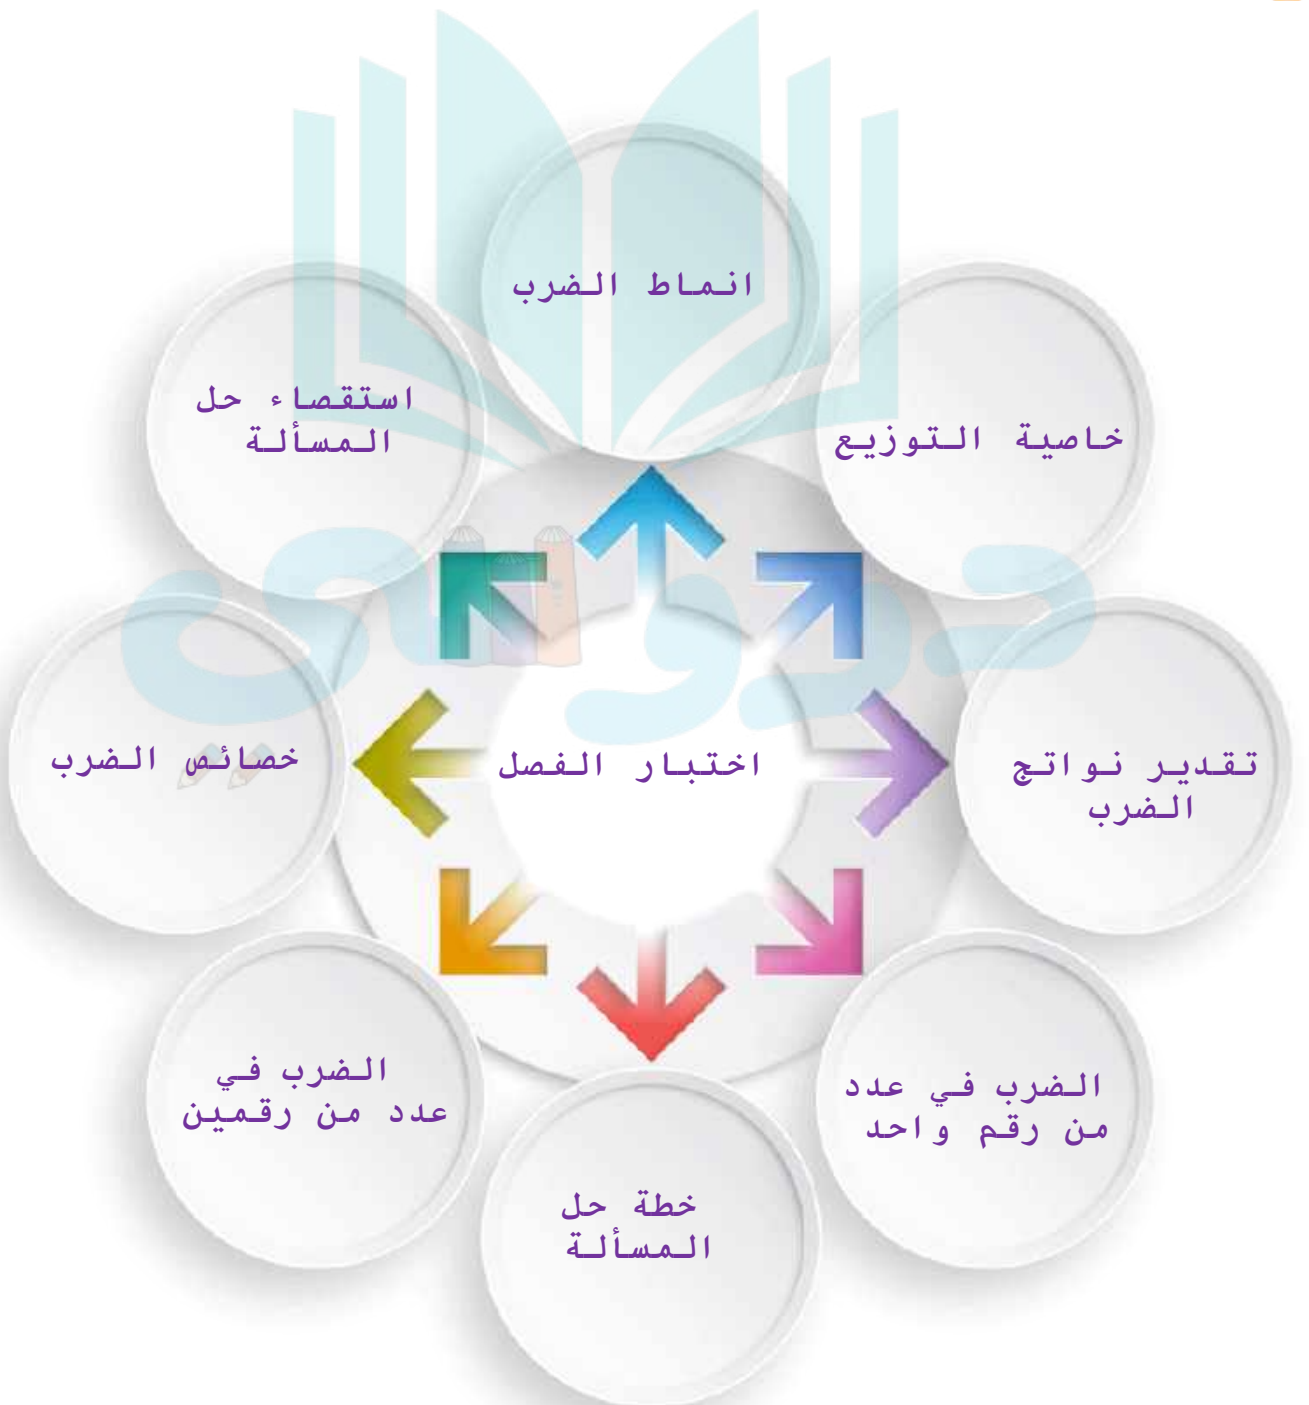 انماط الضرب
خاصية التوزيع
استقصاء حل
المسألة
تقدير نواتج
الضرب
اختبار الفصل
خصائص الضرب
الضرب في عدد
من رقم واحد
الضرب في
عدد من رقمين
خطة حل
المسألة